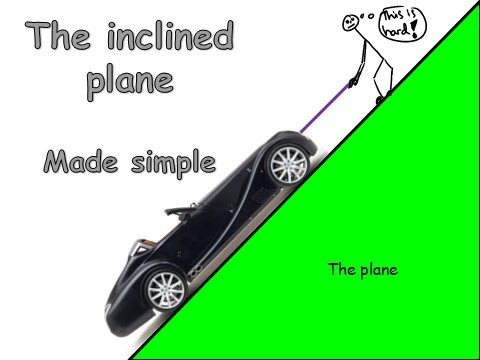 The inclined
plane
This is
hard!
Made simple
The plane